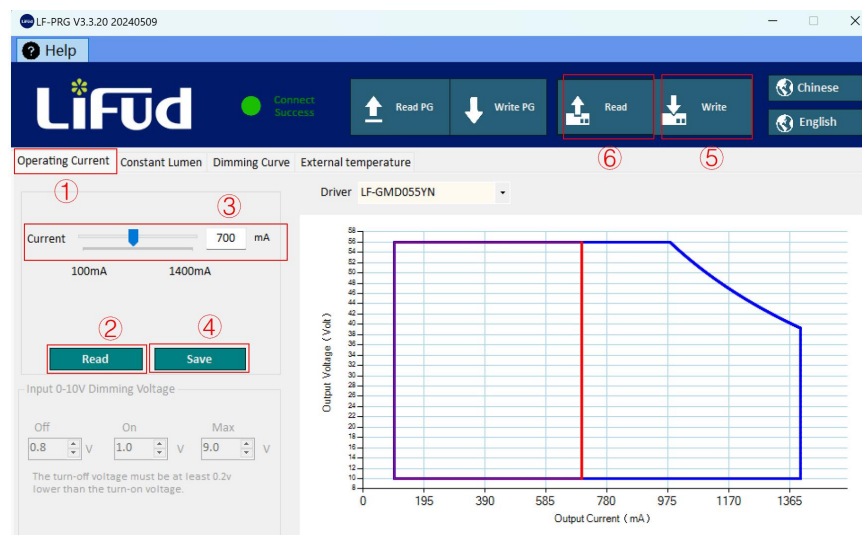 LiFud LF-PRG V3.3.20 20240509
? Help
LiFud
Connect
Success
Read PG
Write PG
Read
Write
Chinese
English
⑥
⑤
Operating Current Constant Lumen Dimming Curve External temperature
①
Driver LF-GMD055YN
③
Current 700 mA
100mA 1400mA
②
④
Read
Save
Input 0-10V Dimming Voltage
Off On Max
0.8 V 1.0 V 9.0 V
The turn-off voltage must be at least 0.2v
lower than the turn-on voltage.
Output Voltage ( Volt )
58
56
54
52
50
48
46
44
42
40
38
36
34
32
30
28
26
24
22
20
18
16
14
12
10
8
0 195 390 585 780 975 1170 1365
Output Current ( mA )